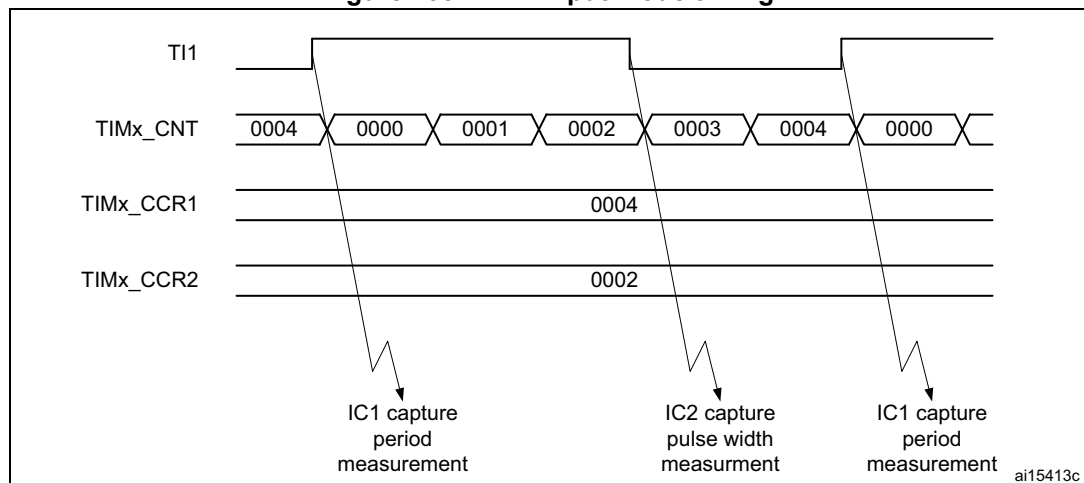 TI1
TIMx_CNT 0004 0000 0001 0002 0003 0004 0000
TIMx_CCR1 0004
TIMx_CCR2 0002
IC1 capture IC2 capture IC1 capture
period pulse width period
measurement measurment measurement
ai15413c